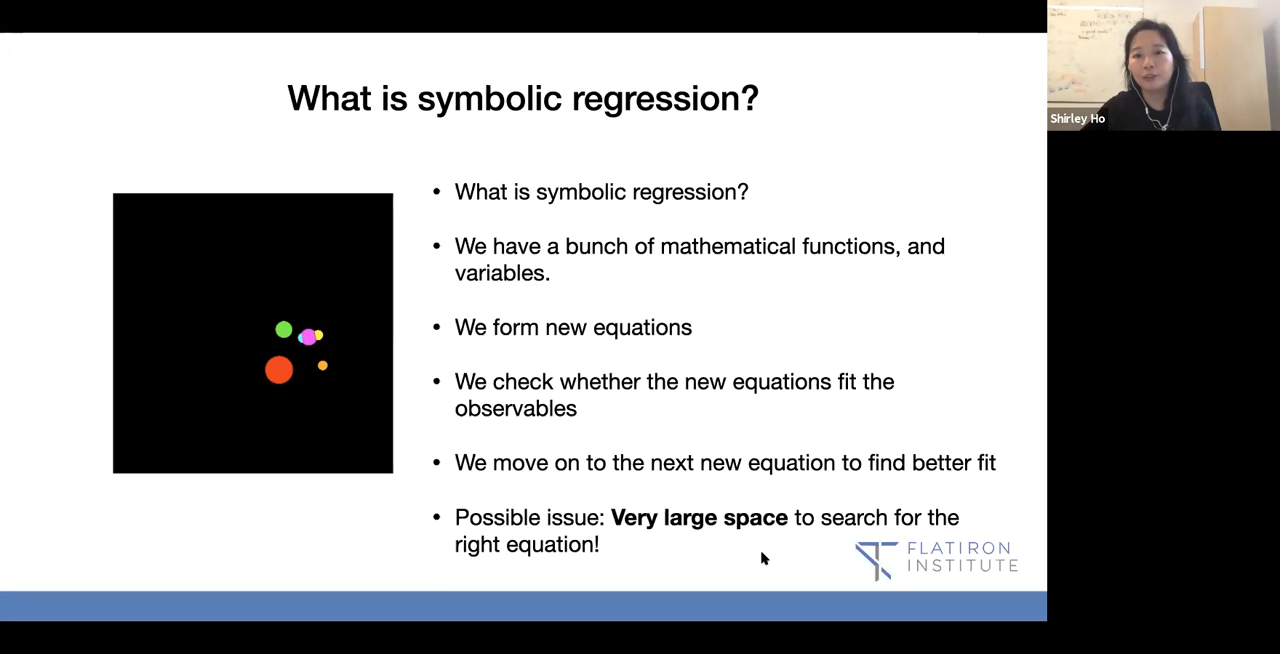 What is symbolic regression?
• What is symbolic regression?
• We have a bunch of mathematical functions, and
variables.
• We form new equations
• We check whether the new equations fit the
observables
• We move on to the next new equation to find better fit
• Possible issue: Very large space to search for the
right equation!
FLATIRON
INSTITUTE
Shirley Ho